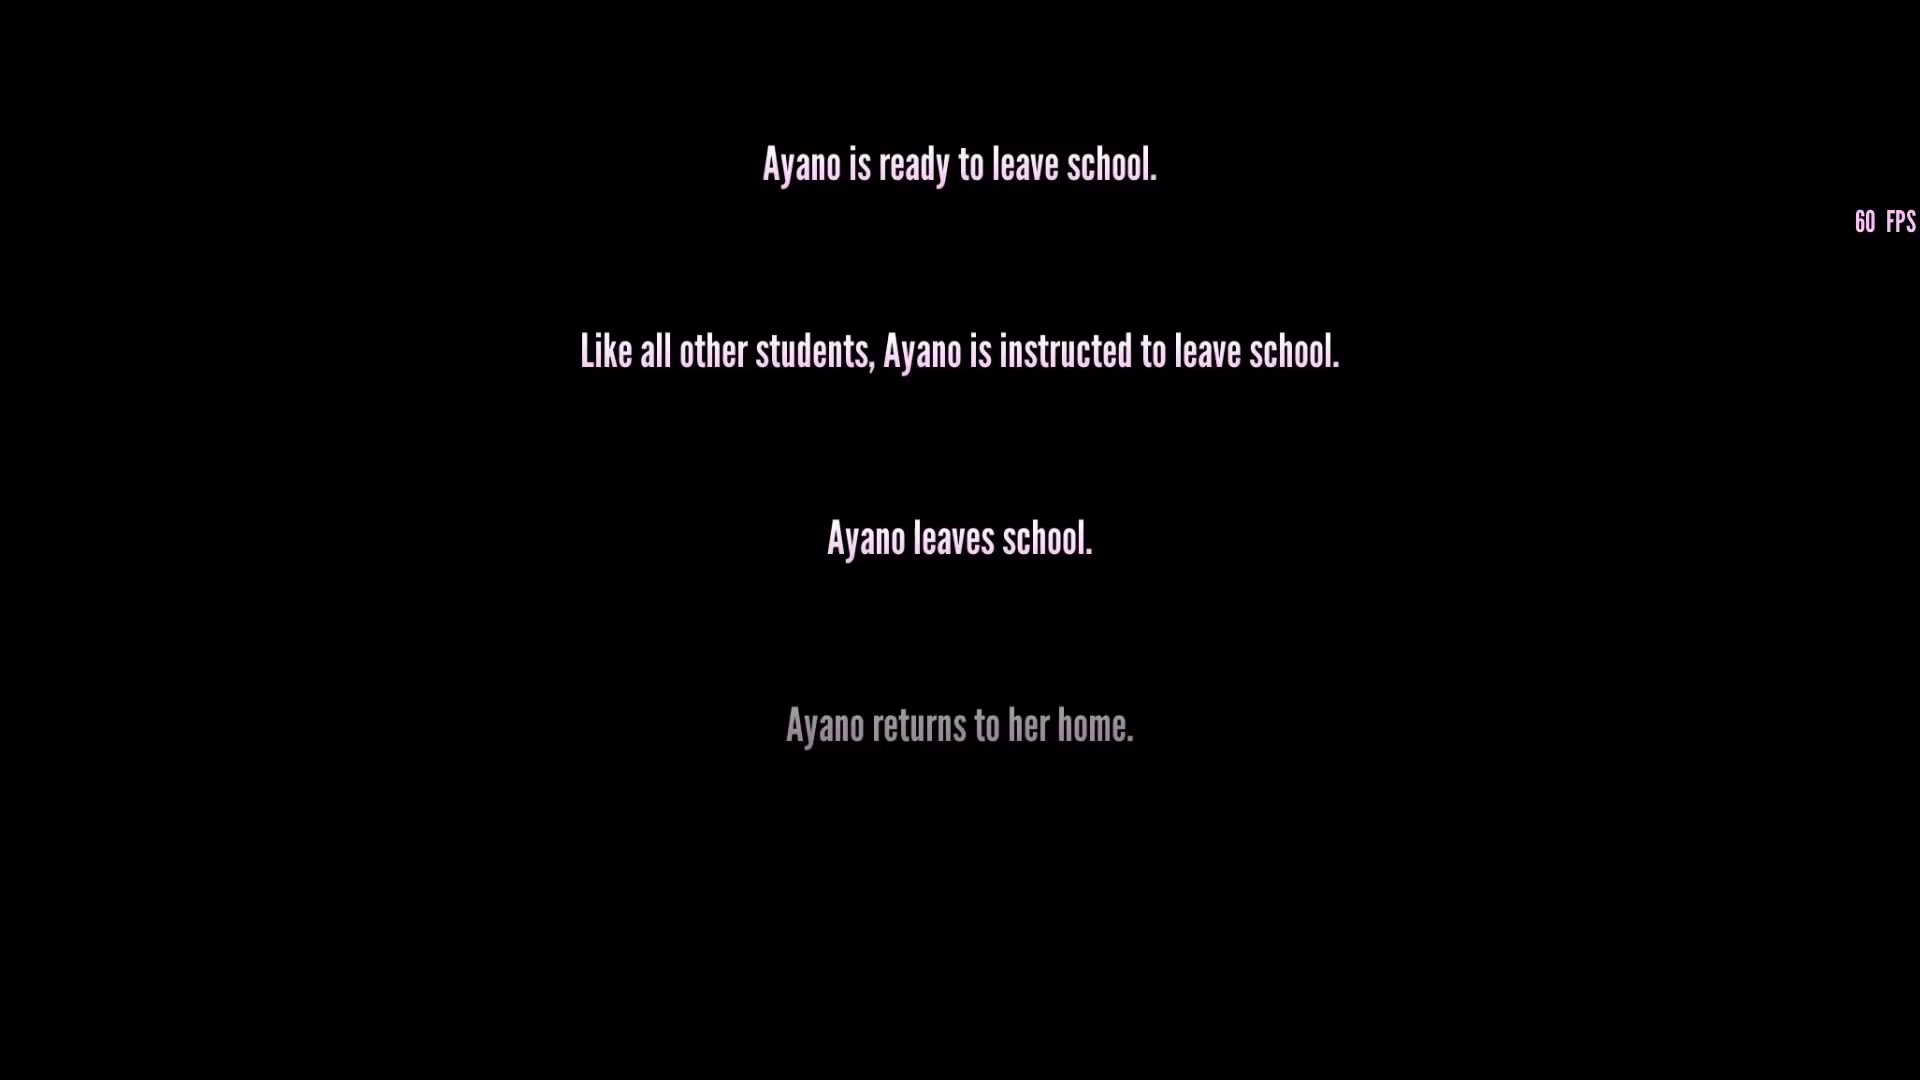 Ayano is ready to leave school.
60 FPS
Like all other students, Ayano is instructed to leave school.
Ayano leaves school.
Ayano returns to her home.